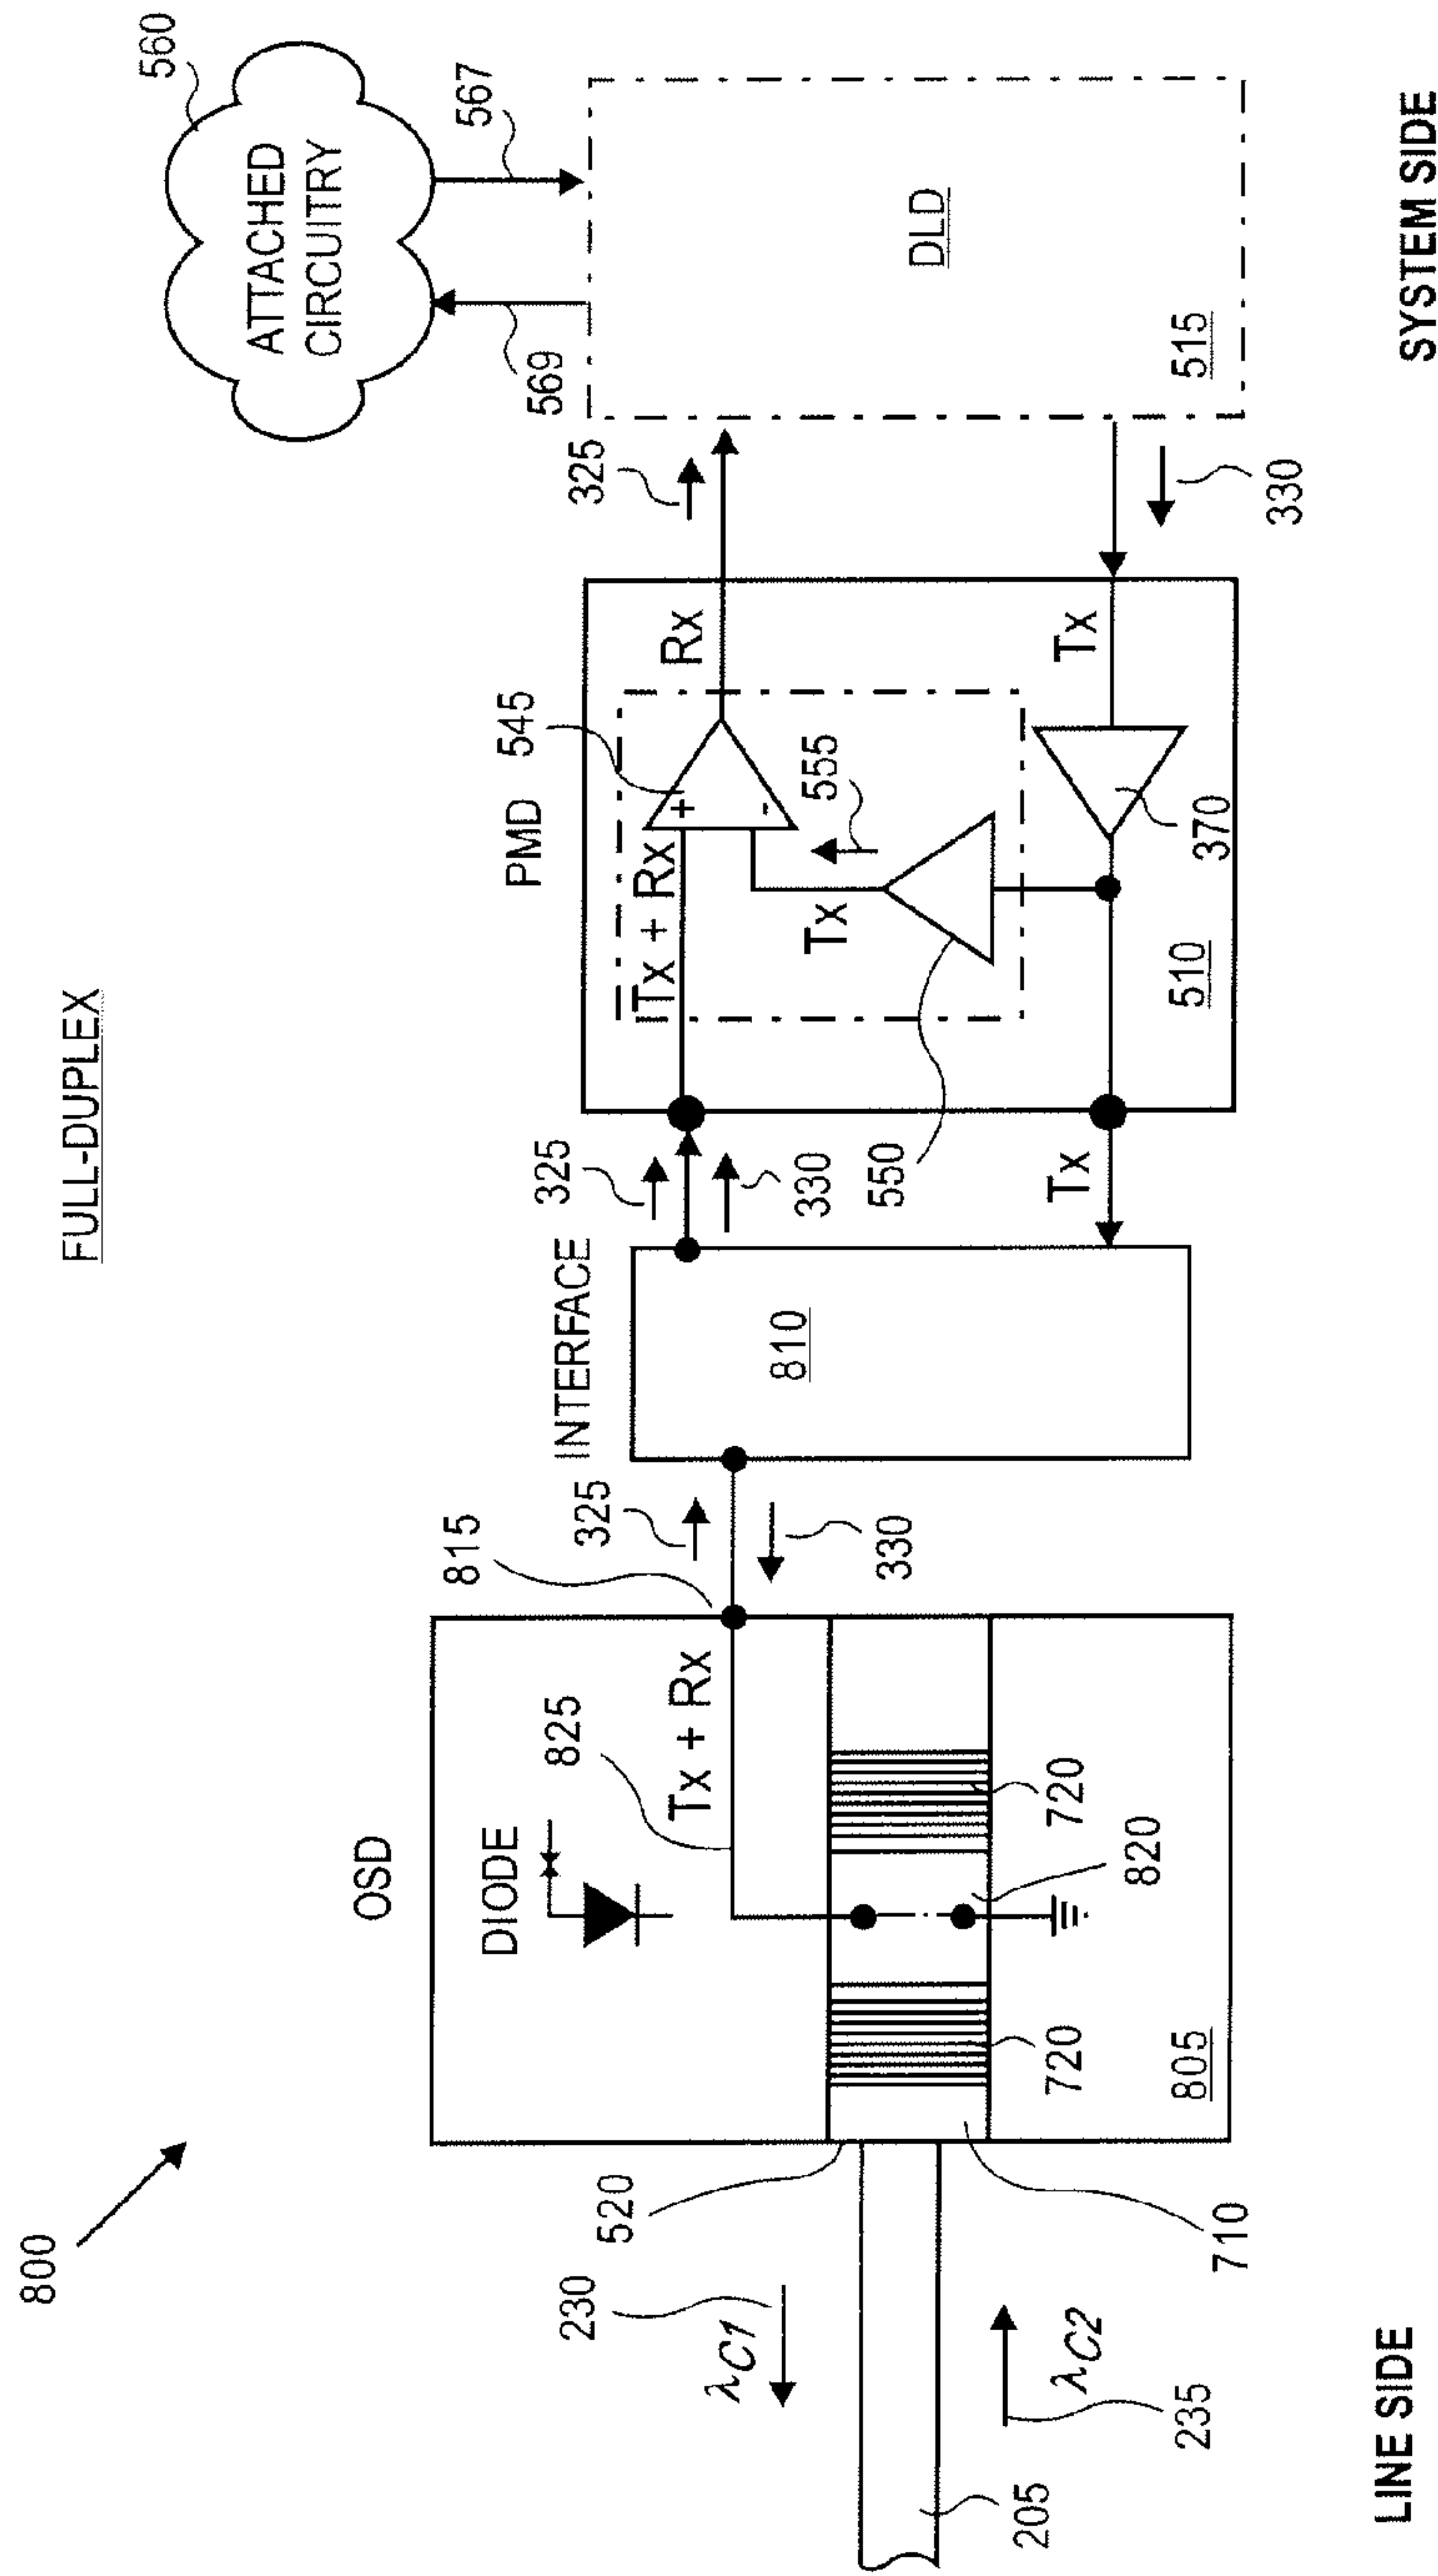 FULL-DUPLEX
800
OSD
PMD
560
ATTACHED
CIRCUITRY
567
569
DIODE
825
Tx + Rx
815
INTERFACE
325
330
325
330
545
Tx + Rx
Rx
Tx
555
325
DLD
515
520
230
λC1
λC2
235
205
710
720
820
720
805
810
Tx
550
510
370
Tx
330
LINE SIDE
SYSTEM SIDE